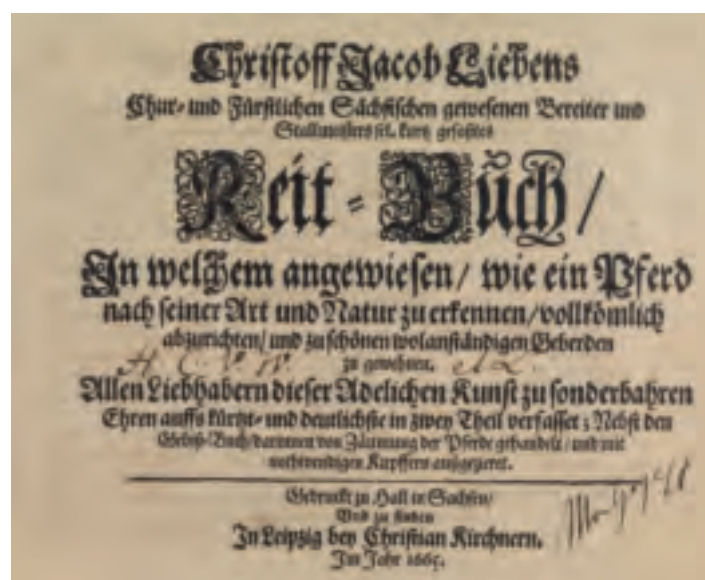 Christoff Jacob Liebens
Chur- und Fürstlichen Sächsischen gewesenen Bereiter und
Stallmeisters sel. kurtz gefasstes
Reit-Buch/
In welchem angewiesen/ wie ein Pferd
nach seiner Art und Natur zu erkennen/vollkömlich
abzurichten/ und zu schönen wolanständigen Geberden
zu gewehnen.
Allen Liebhabern dieser Adelichen Kunst zu sonderbahren
Ehren auffs kürtzt- und deutlichste in zwey Theil verfasset; Nebst den
Gebiß-Buch/darinnen von Zäumung der Pferde gehandelt/und mit
nothwendigen Kupffern außgezieret.
Gedruckt zu Hall in Sachsen/
Und zu finden
In Leipzig bey Christian Kirchnern.
Im Jahr 1665.